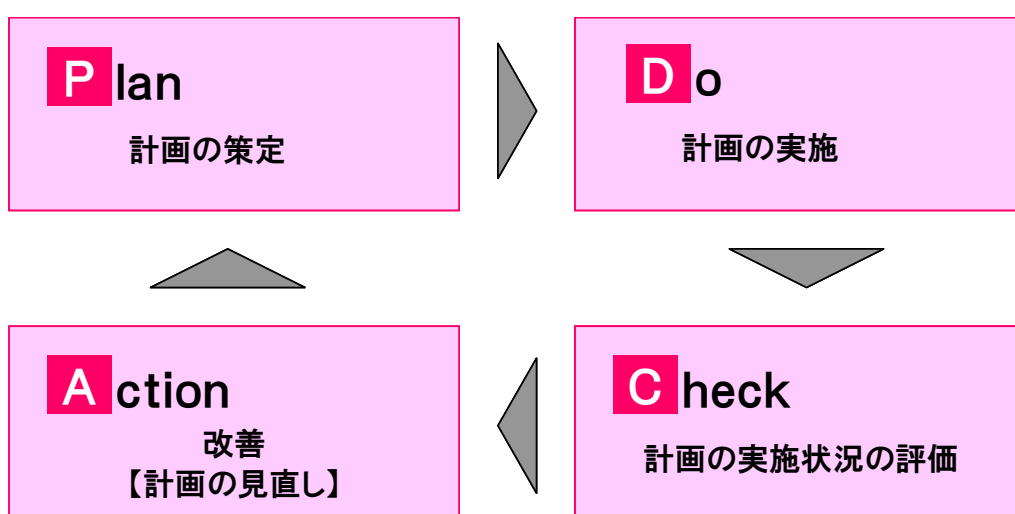 Plan
計画の策定
Do
計画の実施
Action
改善
【計画の見直し】
Check
計画の実施状況の評価